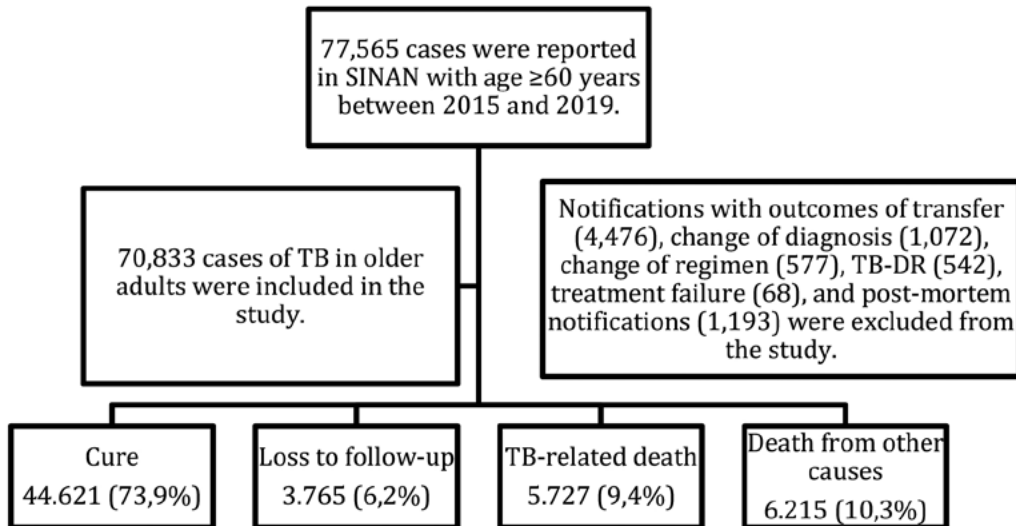 77,565 cases were reported
in SINAN with age ≥60 years
between 2015 and 2019.
70,833 cases of TB in older
adults were included in the
study.
Notifications with outcomes of transfer
(4,476), change of diagnosis (1,072),
change of regimen (577), TB-DR (542),
treatment failure (68), and post-mortem
notifications (1,193) were excluded from
the study.
Cure
44.621 (73,9%)
Loss to follow-up
3.765 (6,2%)
TB-related death
5.727 (9,4%)
Death from other
causes
6.215 (10,3%)